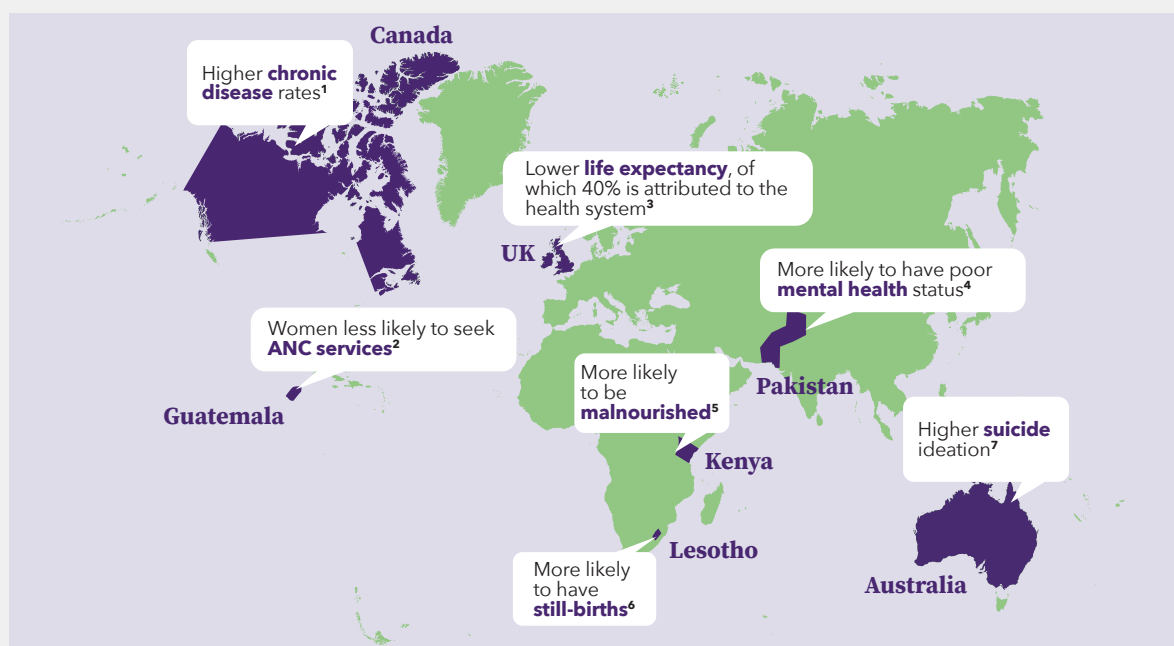 Canada
Higher chronic
disease rates¹
Lower life expectancy, of
which 40% is attributed to the
health system³
UK
More likely to have poor
mental health status⁴
Pakistan
Women less likely to seek
ANC services²
Guatemala
More likely
to be
malnourished⁵
Kenya
Higher suicide
ideation⁷
Australia
Lesotho
More likely
to have
still-births⁶